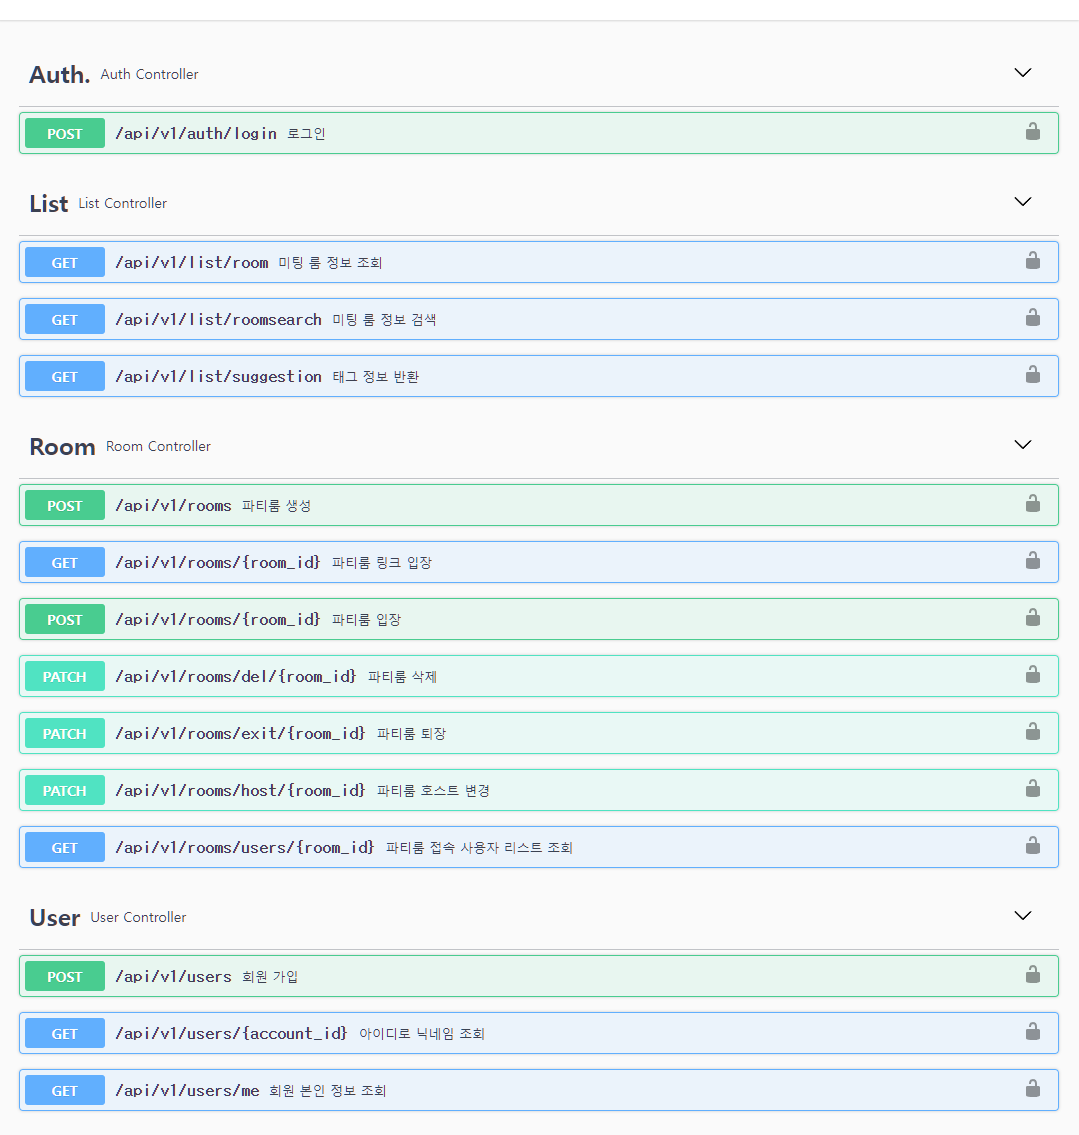 Auth. Auth Controller
POST /api/v1/auth/login 로그인
List List Controller
GET /api/v1/list/room 미팅 룸 정보 조회
GET /api/v1/list/roomsearch 미팅 룸 정보 검색
GET /api/v1/list/suggestion 태그 정보 반환
Room Room Controller
POST /api/v1/rooms 파티룸 생성
GET /api/v1/rooms/{room_id} 파티룸 링크 입장
POST /api/v1/rooms/{room_id} 파티룸 입장
PATCH /api/v1/rooms/del/{room_id} 파티룸 삭제
PATCH /api/v1/rooms/exit/{room_id} 파티룸 퇴장
PATCH /api/v1/rooms/host/{room_id} 파티룸 호스트 변경
GET /api/v1/rooms/users/{room_id} 파티룸 접속 사용자 리스트 조회
User User Controller
POST /api/v1/users 회원 가입
GET /api/v1/users/{account_id} 아이디로 닉네임 조회
GET /api/v1/users/me 회원 본인 정보 조회